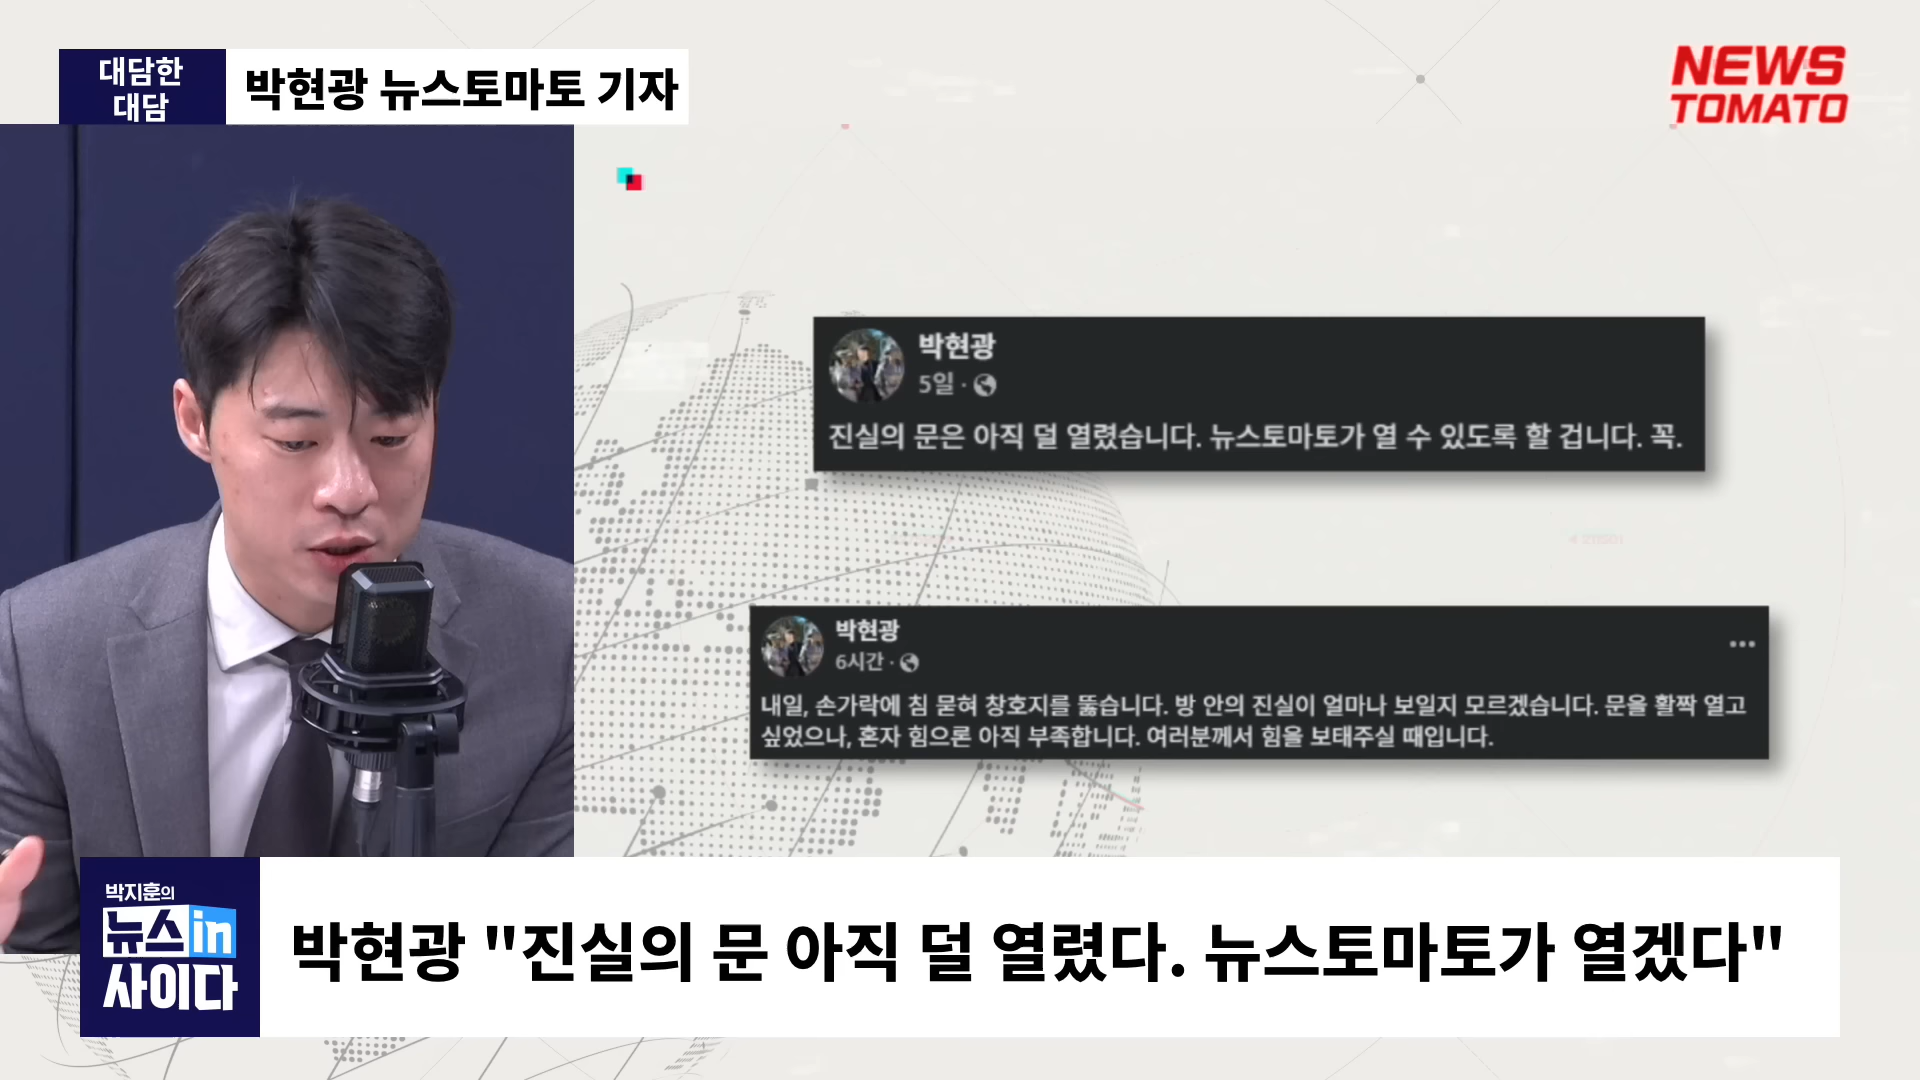 대담한
대담
박현광 뉴스토마토 기자
NEWS
TOMATO
박현광
5일 ·
진실의 문은 아직 덜 열렸습니다. 뉴스토마토가 열 수 있도록 할 겁니다. 꼭.
박현광
6시간 ·
내일, 손가락에 침 묻혀 창호지를 뚫습니다. 방 안의 진실이 얼마나 보일지 모르겠습니다. 문을 활짝 열고
싶었으나, 혼자 힘으론 아직 부족합니다. 여러분께서 힘을 보태주실 때입니다.
박지훈의
뉴스in
사이다
박현광 "진실의 문 아직 덜 열렸다. 뉴스토마토가 열겠다"